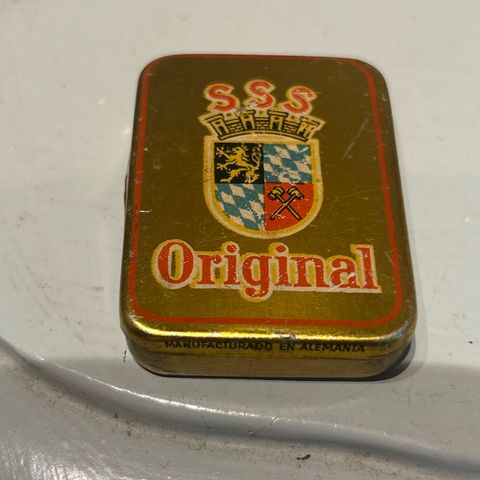 SSS
Original
MANUFACTURADO EN ALEMANIA